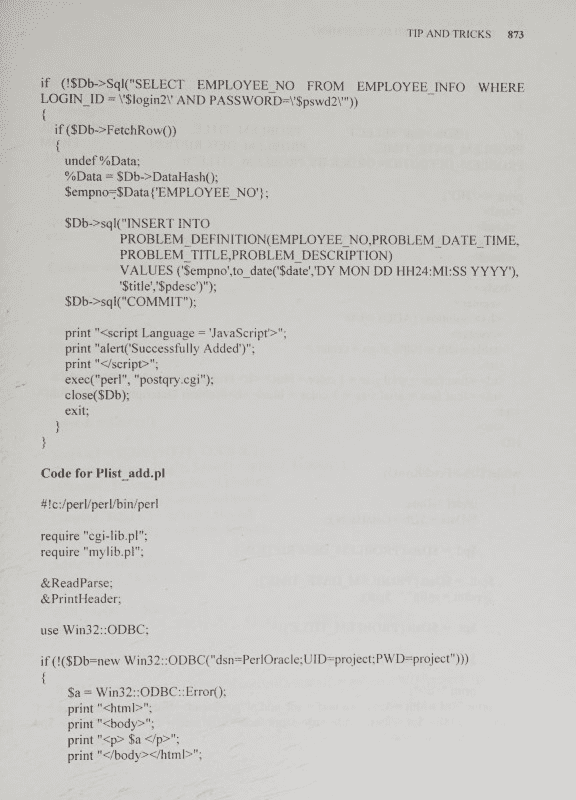 TIP AND TRICKS 873
if (!$Db->Sql("SELECT EMPLOYEE_NO FROM EMPLOYEE_INFO WHERE
LOGIN_ID = \'$login2\' AND PASSWORD=\'$pswd2\'"))
{
if ($Db->FetchRow())
{
undef %Data;
%Data = $Db->DataHash();
$empno=$Data{'EMPLOYEE_NO'};
$Db->sql("INSERT INTO
PROBLEM_DEFINITION(EMPLOYEE_NO,PROBLEM_DATE_TIME,
PROBLEM_TITLE,PROBLEM_DESCRIPTION)
VALUES ('$empno',to_date('$date','DY MON DD HH24:MI:SS YYYY'),
'$title','$pdesc')");
$Db->sql("COMMIT");
print "<script Language = 'JavaScript'>";
print "alert('Successfully Added')";
print "</script>";
exec("perl", "postqry.cgi");
close($Db);
exit;
}
}
Code for Plist_add.pl
#!c:/perl/perl/bin/perl
require "cgi-lib.pl";
require "mylib.pl";
&ReadParse;
&PrintHeader;
use Win32::ODBC;
if (!($Db=new Win32::ODBC("dsn=PerlOracle;UID=project;PWD=project")))
{
$a = Win32::ODBC::Error();
print "<html>";
print "<body>";
print "<p> $a </p>";
print "</body></html>";